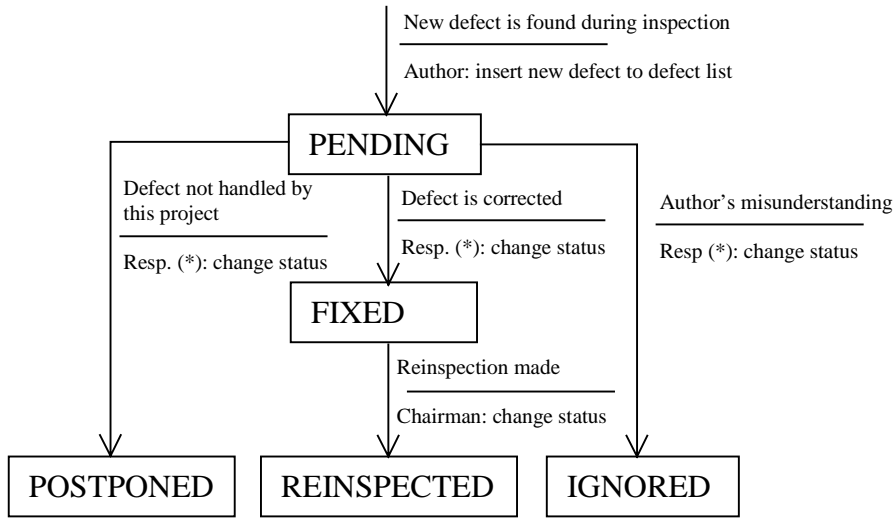 New defect is found during inspection
Author: insert new defect to defect list
PENDING
Defect not handled by
this project
Resp. (*): change status
Defect is corrected
Resp. (*): change status
Author's misunderstanding
Resp (*): change status
FIXED
Reinspection made
Chairman: change status
POSTPONED
REINSPECTED
IGNORED